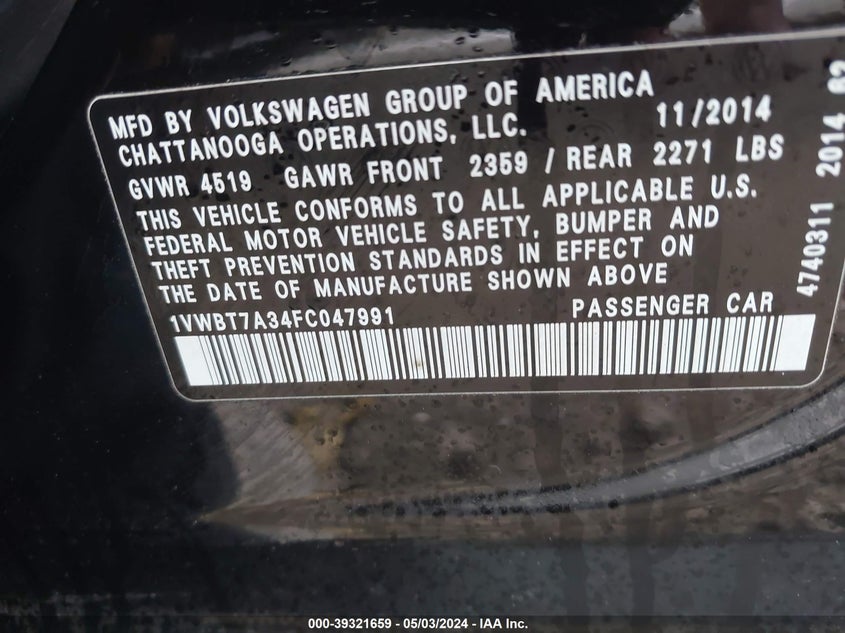 MFD BY VOLKSWAGEN GROUP OF AMERICA
CHATTANOOGA OPERATIONS, LLC. 11/2014
GVWR 4519 GAWR FRONT 2359 / REAR 2271 LBS
THIS VEHICLE CONFORMS TO ALL APPLICABLE U.S.
FEDERAL MOTOR VEHICLE SAFETY, BUMPER AND
THEFT PREVENTION STANDARDS IN EFFECT ON
THE DATE OF MANUFACTURE SHOWN ABOVE
1VWBT7A34FC047991 PASSENGER CAR
4740311 2014 82
000-39321659 - 05/03/2024 - IAA Inc.